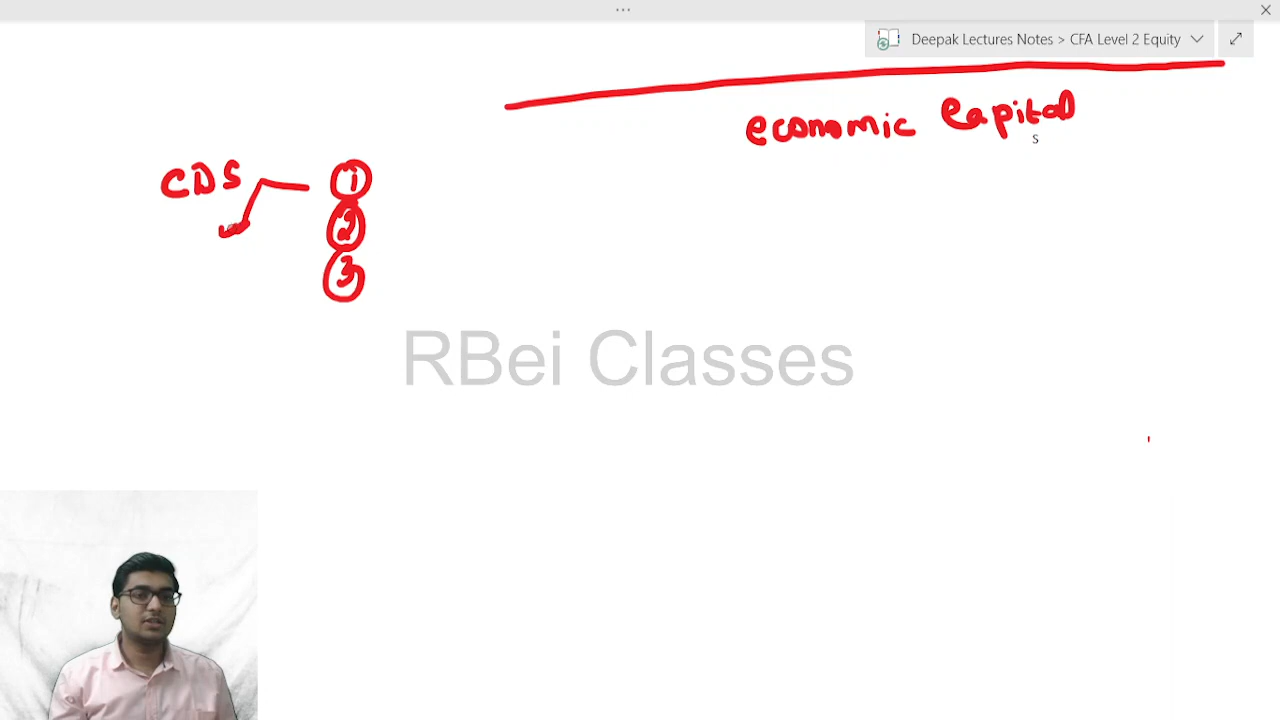 Deepak Lectures Notes > CFA Level 2 Equity
economic capital
s
CDS
1
2
3
RBei Classes